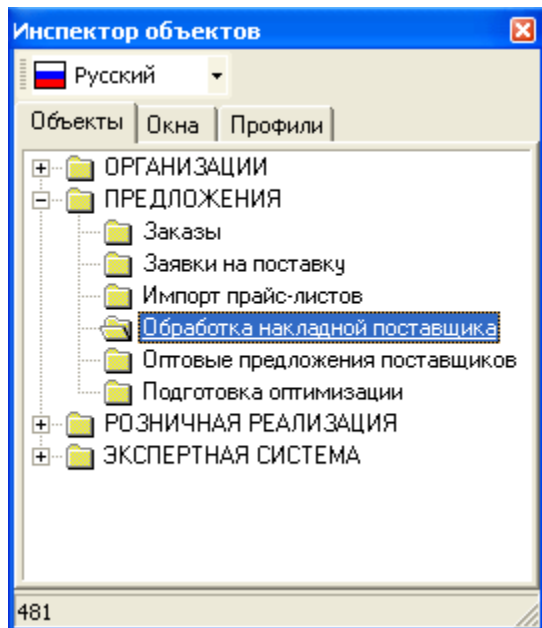 Инспектор объектов
Русский
Объекты Окна Профили
ОРГАНИЗАЦИИ
ПРЕДЛОЖЕНИЯ
Заказы
Заявки на поставку
Импорт прайс-листов
Обработка накладной поставщика
Оптовые предложения поставщиков
Подготовка оптимизации
РОЗНИЧНАЯ РЕАЛИЗАЦИЯ
ЭКСПЕРТНАЯ СИСТЕМА
481